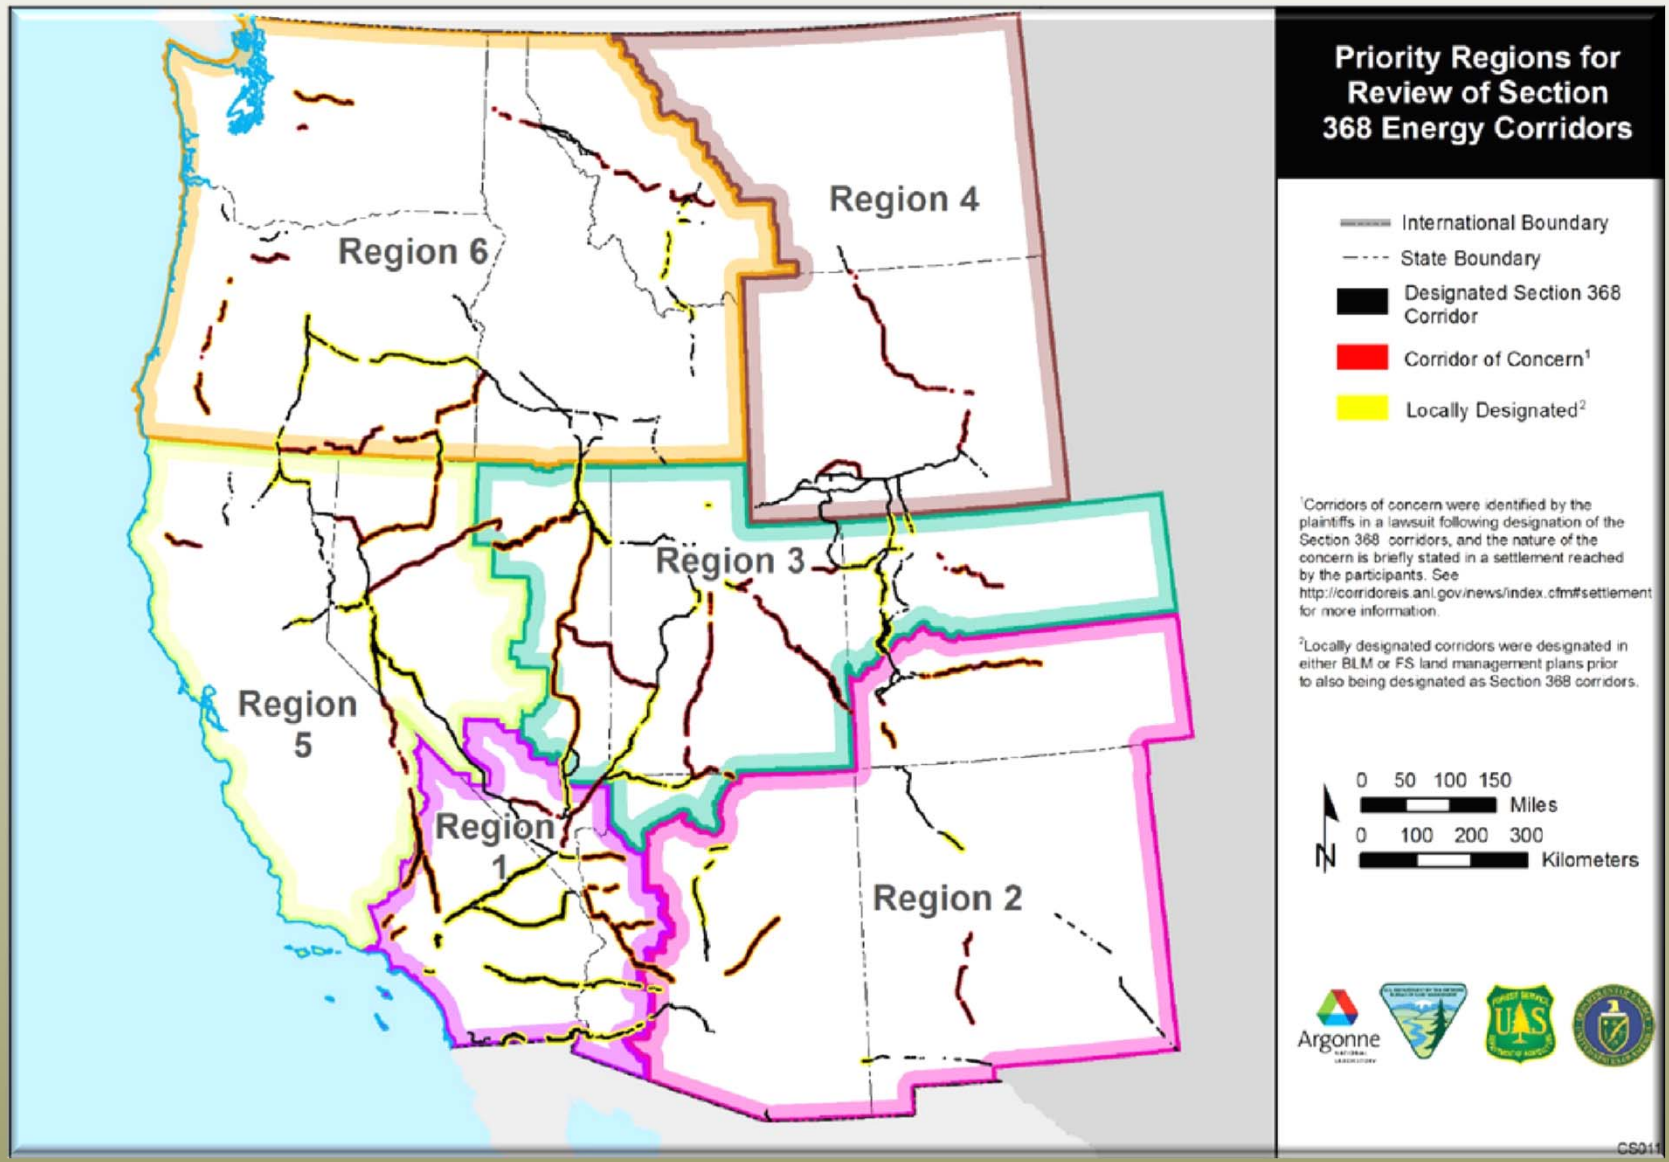 Priority Regions for
Review of Section
368 Energy Corridors
International Boundary
State Boundary
Designated Section 368
Corridor
Corridor of Concern¹
Locally Designated²
¹Corridors of concern were identified by the
plaintiffs in a lawsuit following designation of the
Section 368 corridors, and the nature of the
concern is briefly stated in a settlement reached
by the participants. See
http://corridoreis.anl.gov/news/index.cfm#settlement
for more information.
²Locally designated corridors were designated in
either BLM or FS land management plans prior
to also being designated as Section 368 corridors.
0 50 100 150
Miles
0 100 200 300
Kilometers
N
Argonne
NATIONAL
LABORATORY
FOREST SERVICE
UAS
CS011
Region 4
Region 6
Region 3
Region
5
Region
1
Region 2